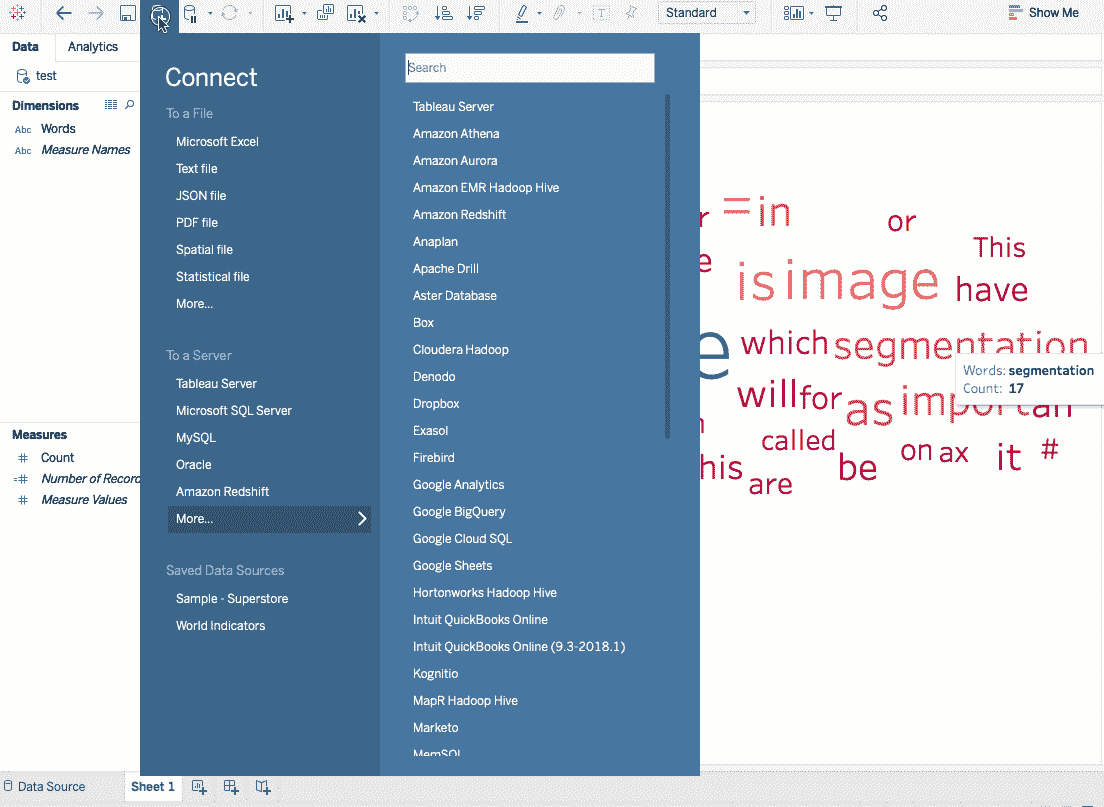 Standard
Show Me
Data
Analytics
test
Dimensions
Abc Words
Abc Measure Names
Measures
# Count
=# Number of Recorc
# Measure Values
Connect
To a File
Microsoft Excel
Text file
JSON file
PDF file
Spatial file
Statistical file
More...
To a Server
Tableau Server
Microsoft SQL Server
MySQL
Oracle
Amazon Redshift
More...
Saved Data Sources
Sample - Superstore
World Indicators
Search
Tableau Server
Amazon Athena
Amazon Aurora
Amazon EMR Hadoop Hive
Amazon Redshift
Anaplan
Apache Drill
Aster Database
Box
Cloudera Hadoop
Denodo
Dropbox
Exasol
Firebird
Google Analytics
Google BigQuery
Google Cloud SQL
Google Sheets
Hortonworks Hadoop Hive
Intuit QuickBooks Online
Intuit QuickBooks Online (9.3-2018.1)
Kognitio
MapR Hadoop Hive
Marketo
MemSQL
r = in or
This
e is image have
e which segmentation
Words: segmentation
Count: 17
will for as important
called on ax it #
his are be
Data Source
Sheet 1